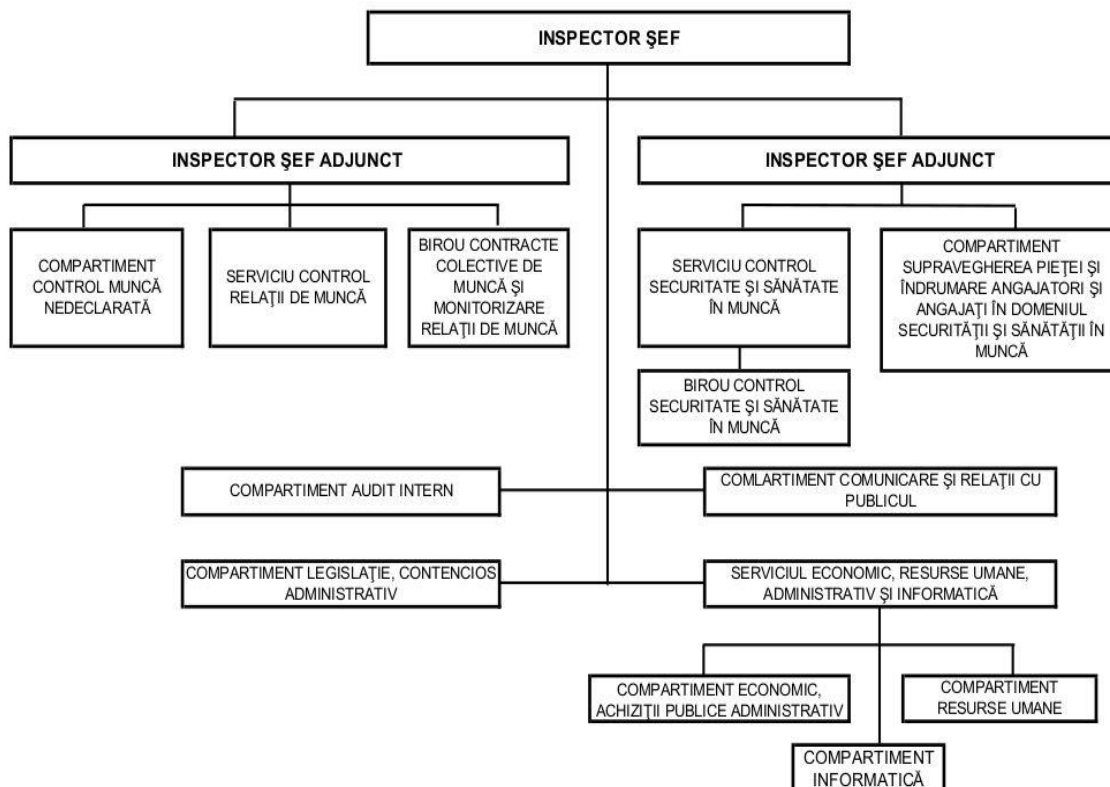 INSPECTOR ŞEF
INSPECTOR ŞEF ADJUNCT
INSPECTOR ŞEF ADJUNCT
COMPARTIMENT
CONTROL MUNCĂ
NEDECLARATĂ
SERVICIU CONTROL
RELAŢII DE MUNCĂ
BIROU CONTRACTE
COLECTIVE DE
MUNCĂ ŞI
MONITORIZARE
RELAŢII DE MUNCĂ
SERVICIU CONTROL
SECURITATE ŞI SĂNĂTATE
ÎN MUNCĂ
COMPARTIMENT
SUPRAVEGHEREA PIEŢEI ŞI
ÎNDRUMARE ANGAJATORI ŞI
ANGAJAŢI ÎN DOMENIUL
SECURITĂŢII ŞI SĂNĂTĂŢII ÎN
MUNCĂ
BIROU CONTROL
SECURITATE ŞI SĂNĂTATE
ÎN MUNCĂ
COMPARTIMENT AUDIT INTERN
COMLARTIMENT COMUNICARE ŞI RELAŢII CU
PUBLICUL
COMPARTIMENT LEGISLAŢIE, CONTENCIOS
ADMINISTRATIV
SERVICIUL ECONOMIC, RESURSE UMANE,
ADMINISTRATIV ŞI INFORMATICĂ
COMPARTIMENT ECONOMIC,
ACHIZIŢII PUBLICE ADMINISTRATIV
COMPARTIMENT
RESURSE UMANE
COMPARTIMENT
INFORMATICĂ